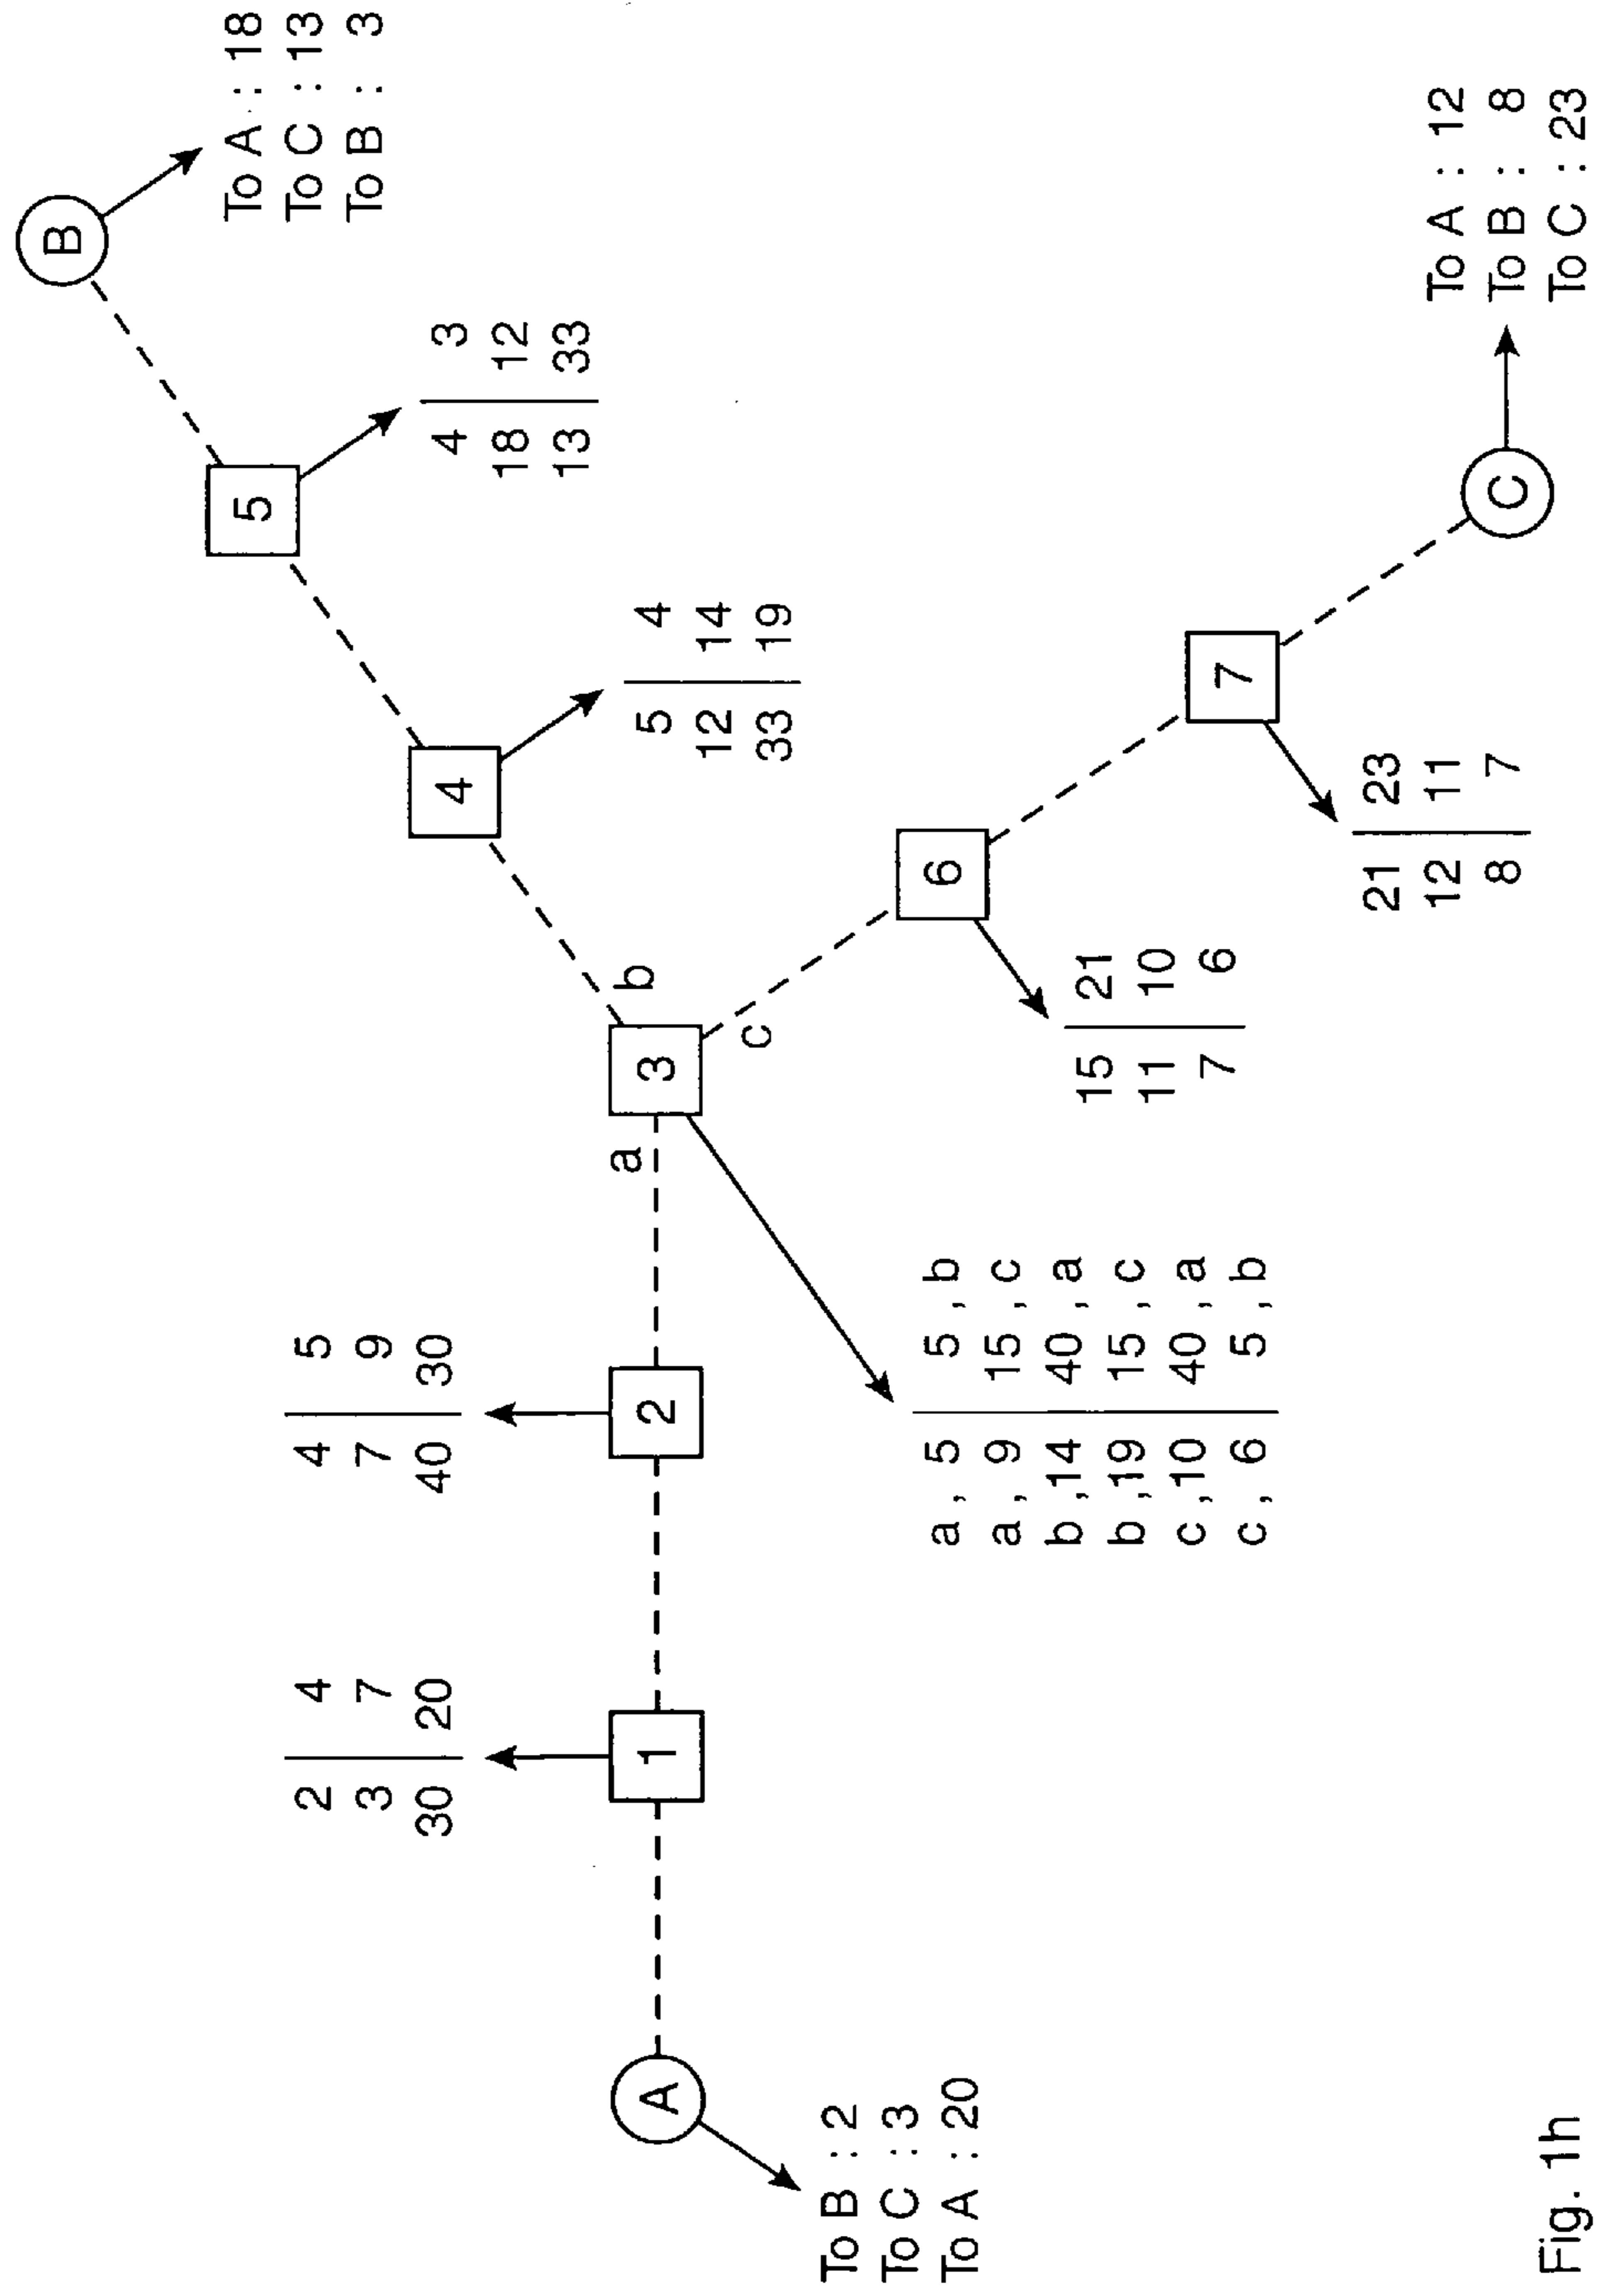 B
To A : 18
To C : 13
To B : 3
5
4 3
18 12
13 33
4
5 4
12 14
33 19
2 4
3 7
30 20
4 5
7 9
40 30
A
1
2
a
3
b
c
To B : 2
To C : 3
To A : 20
a, 5 5, b
a, 9 15, c
b, 14 40, a
b, 19 15, c
c, 10 40, a
c, 6 5, b
6
15 21
11 10
7 6
7
21 23
12 11
8 7
C
To A : 12
To B : 8
To C : 23
Fig. 1h